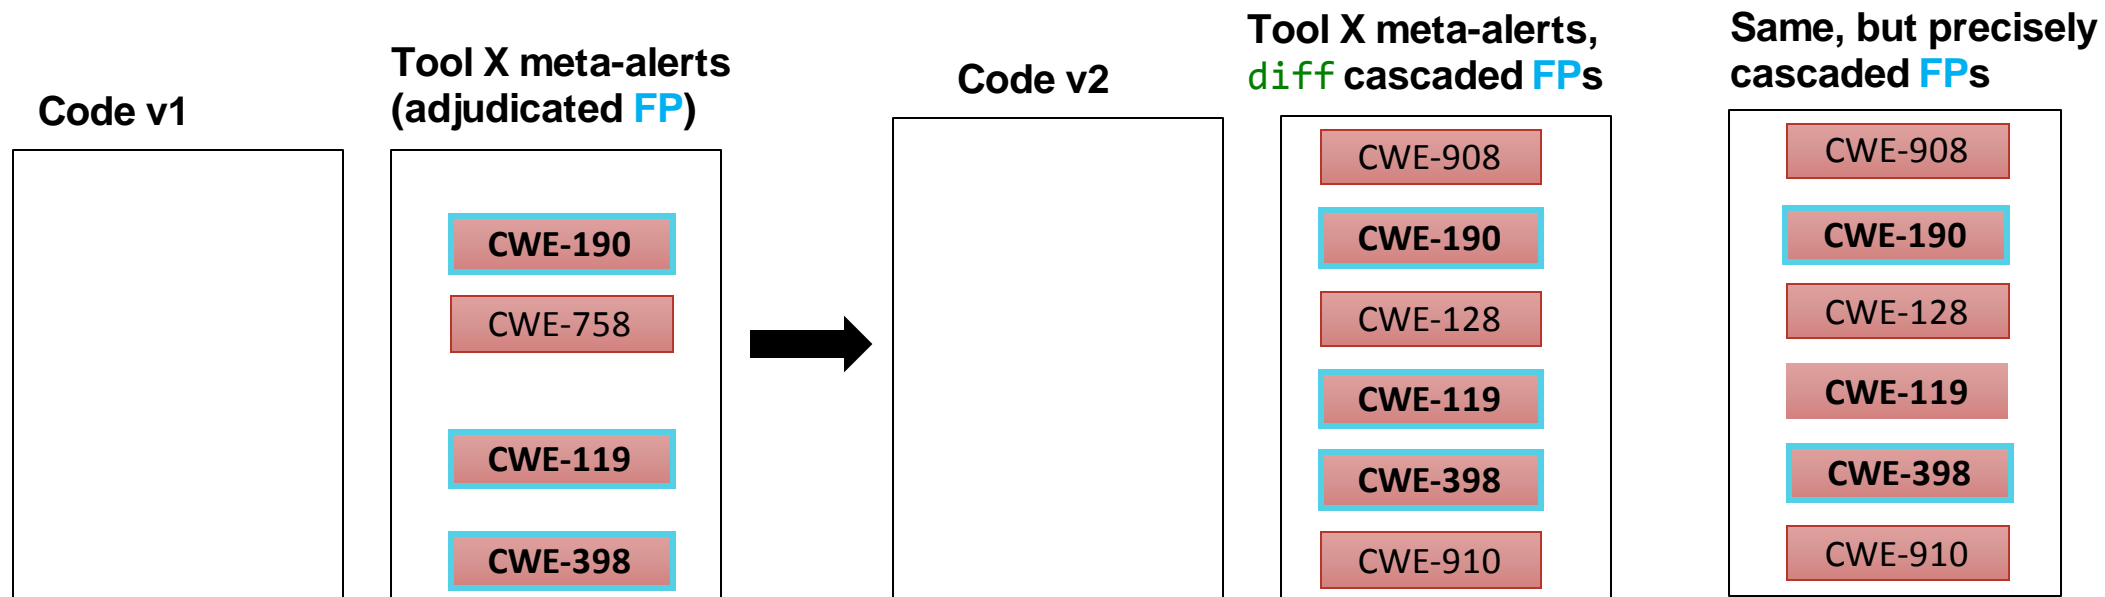 Code v1
Tool X meta-alerts
(adjudicated FP)
CWE-190
CWE-758
CWE-119
CWE-398
Code v2
Tool X meta-alerts,
diff cascaded FPs
CWE-908
CWE-190
CWE-128
CWE-119
CWE-398
CWE-910
Same, but precisely
cascaded FPs
CWE-908
CWE-190
CWE-128
CWE-119
CWE-398
CWE-910